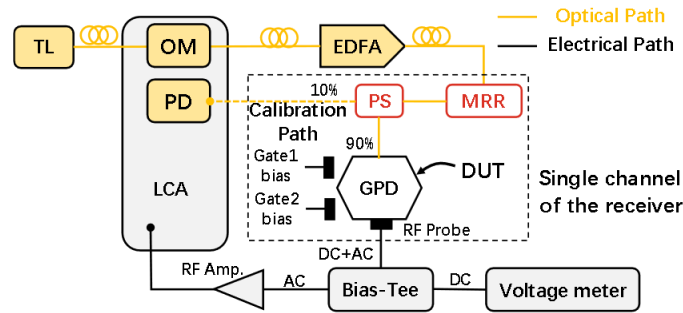 Optical Path
Electrical Path
TL
OM
EDFA
PD
10%
PS
MRR
Calibration
Path
90%
Gate1
bias
GPD
DUT
LCA
Gate2
bias
Single channel
of the receiver
RF Probe
DC+AC
RF Amp.
AC
Bias-Tee
DC
Voltage meter